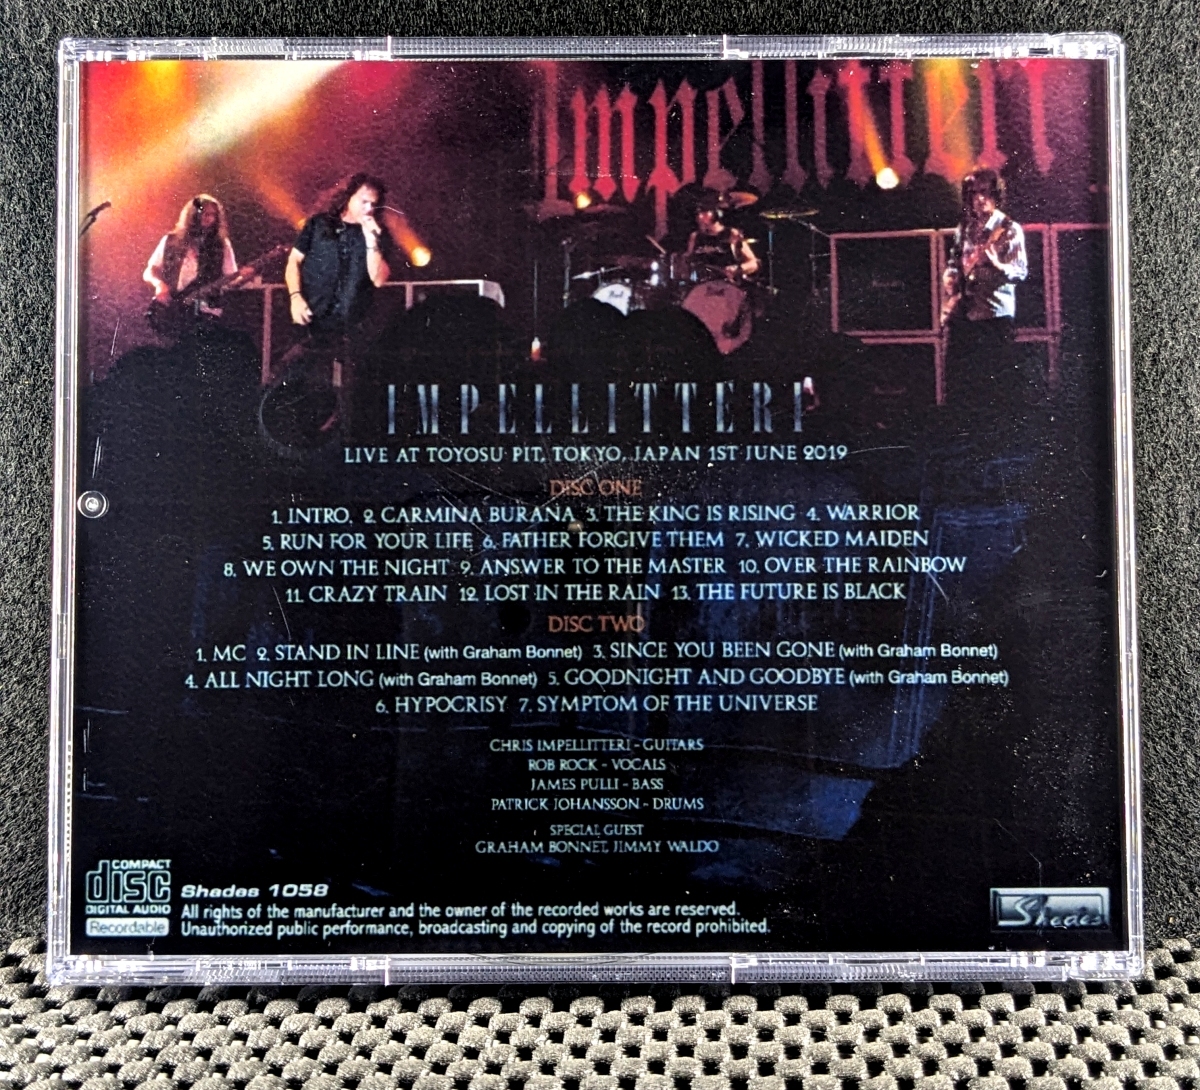 Impellitteri
IMPELLITTERI
LIVE AT TOYOSU PIT, TOKYO, JAPAN 1ST JUNE 2019
DISC ONE
1. INTRO, 2. CARMINA BURANA 3. THE KING IS RISING 4. WARRIOR
5. RUN FOR YOUR LIFE 6. FATHER FORGIVE THEM 7. WICKED MAIDEN
8. WE OWN THE NIGHT 9. ANSWER TO THE MASTER 10. OVER THE RAINBOW
11. CRAZY TRAIN 12. LOST IN THE RAIN 13. THE FUTURE IS BLACK
DISC TWO
1. MC 2. STAND IN LINE (with Graham Bonnet) 3. SINCE YOU BEEN GONE (with Graham Bonnet)
4. ALL NIGHT LONG (with Graham Bonnet) 5. GOODNIGHT AND GOODBYE (with Graham Bonnet)
6. HYPOCRISY 7. SYMPTOM OF THE UNIVERSE
CHRIS IMPELLITTERI - GUITARS
ROB ROCK - VOCALS
JAMES PULLI - BASS
PATRICK JOHANSSON - DRUMS
SPECIAL GUEST
GRAHAM BONNET, JIMMY WALDO
COMPACT
disc
DIGITAL AUDIO
Recordable
Shades 1058
All rights of the manufacturer and the owner of the recorded works are reserved.
Unauthorized public performance, broadcasting and copying of the record prohibited.
Shades